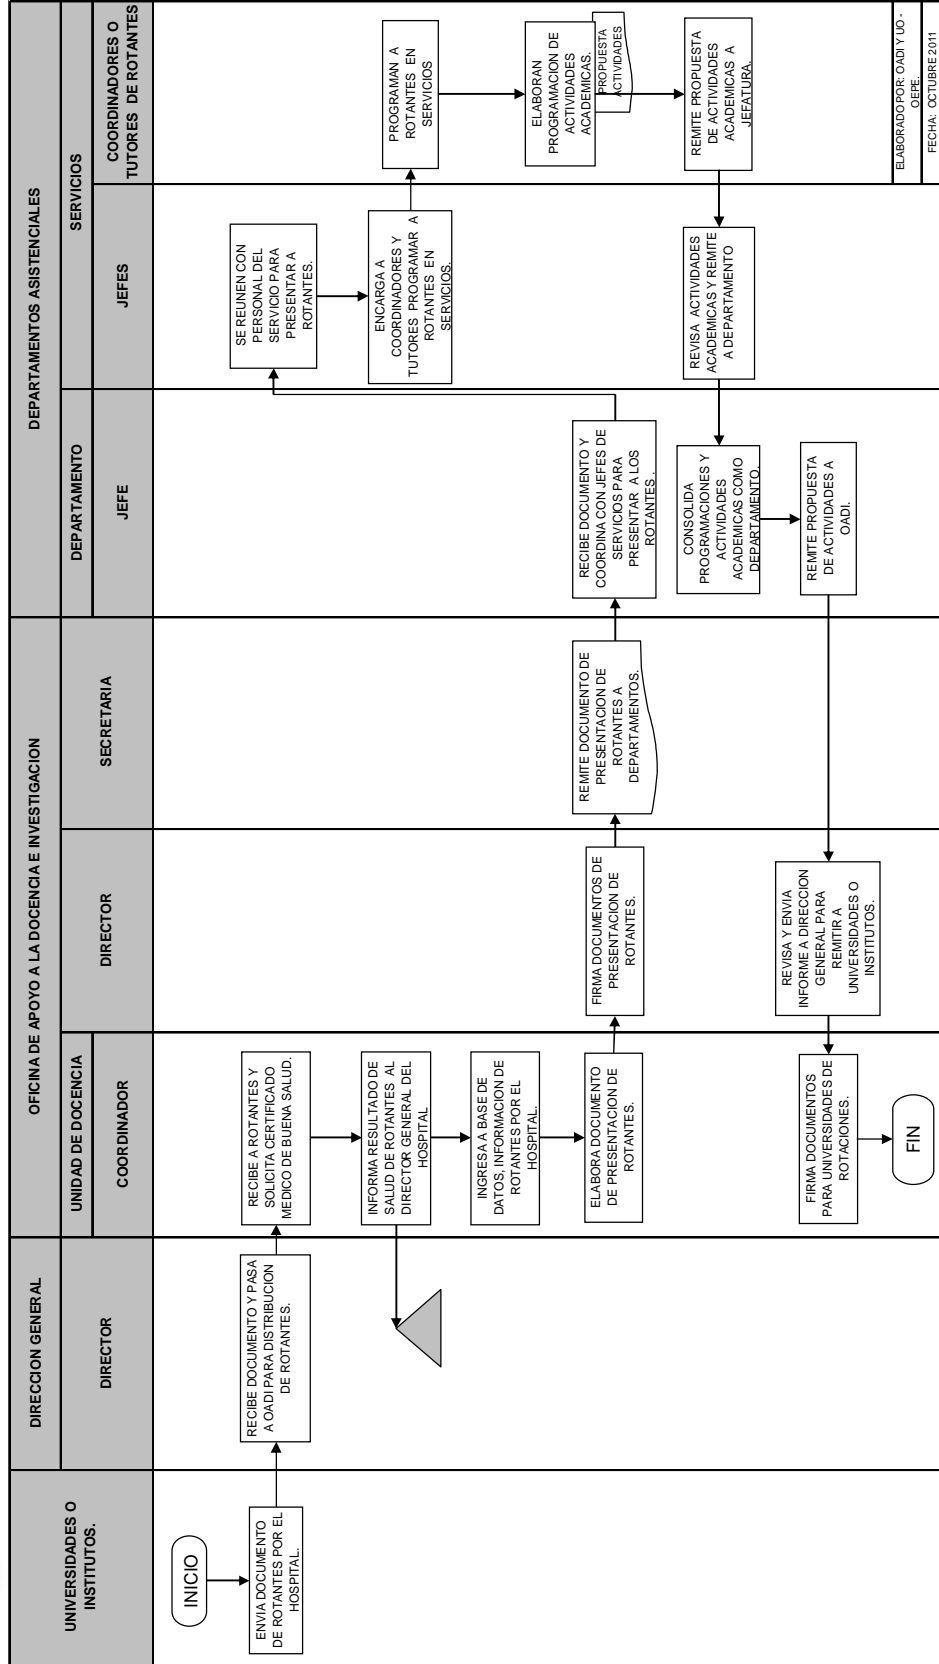 UNIVERSIDADES O
INSTITUTOS.
DIRECCION GENERAL
DIRECTOR
OFICINA DE APOYO A LA DOCENCIA E INVESTIGACION
UNIDAD DE DOCENCIA
COORDINADOR
DIRECTOR
SECRETARIA
DEPARTAMENTOS ASISTENCIALES
DEPARTAMENTO
JEFE
SERVICIOS
JEFES
COORDINADORES O
TUTORES DE ROTANTES
INICIO
ENVIA DOCUMENTO
DE ROTANTES POR EL
HOSPITAL.
RECIBE DOCUMENTO Y PASA
A OADI PARA DISTRIBUCION
DE ROTANTES.
RECIBE A ROTANTES Y
SOLICITA CERTIFICADO
MEDICO DE BUENA SALUD.
INFORMA RESULTADO DE
SALUD DE ROTANTES AL
DIRECTOR GENERAL DEL
HOSPITAL
INGRESA A BASE DE
DATOS, INFORMACION DE
ROTANTES POR EL
HOSPITAL.
ELABORA DOCUMENTO
DE PRESENTACION DE
ROTANTES.
FIRMA DOCUMENTOS DE
PRESENTACION DE
ROTANTES.
REMITE DOCUMENTO DE
PRESENTACION DE
ROTANTES A
DEPARTAMENTOS.
RECIBE DOCUMENTO Y
COORDINA CON JEFES DE
SERVICIOS PARA
PRESENTAR A LOS
ROTANTES .
SE REUNEN CON
PERSONAL DEL
SERVICIO PARA
PRESENTAR A
ROTANTES.
ENCARGA A
COORDINADORES Y
TUTORES PROGRAMAR A
ROTANTES EN
SERVICIOS.
PROGRAMAN A
ROTANTES EN
SERVICIOS
ELABORAN
PROGRAMACION DE
ACTIVIDADES
ACADEMICAS.
PROPUESTA
ACTIVIDADES
REMITE PROPUESTA
DE ACTIVIDADES
ACADEMICAS A
JEFATURA.
REVISA ACTIVIDADES
ACADEMICAS Y REMITE
A DEPARTAMENTO
CONSOLIDA
PROGRAMACIONES Y
ACTIVIDADES
ACADEMICAS COMO
DEPARTAMENTO.
REMITE PROPUESTA
DE ACTIVIDADES A
OADI.
REVISA Y ENVIA
INFORME A DIRECCION
GENERAL PARA
REMITIR A
UNIVERSIDADES O
INSTITUTOS.
FIRMA DOCUMENTOS
PARA UNIVERSIDADES DE
ROTACIONES.
FIN
ELABORADO POR: OADI Y UO -
OEPE.
FECHA: OCTUBRE 2011